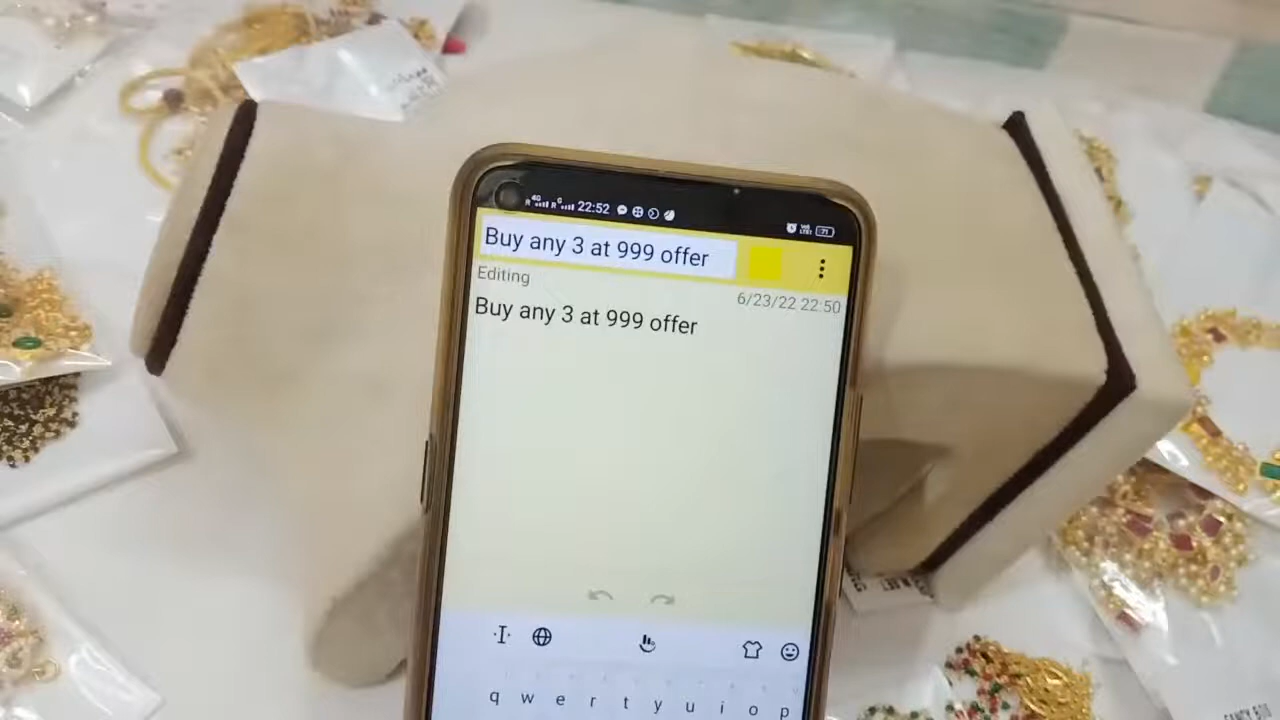 22:52
Buy any 3 at 999 offer
Editing
6/23/22 22:50
Buy any 3 at 999 offer
q w e r t y u i o p